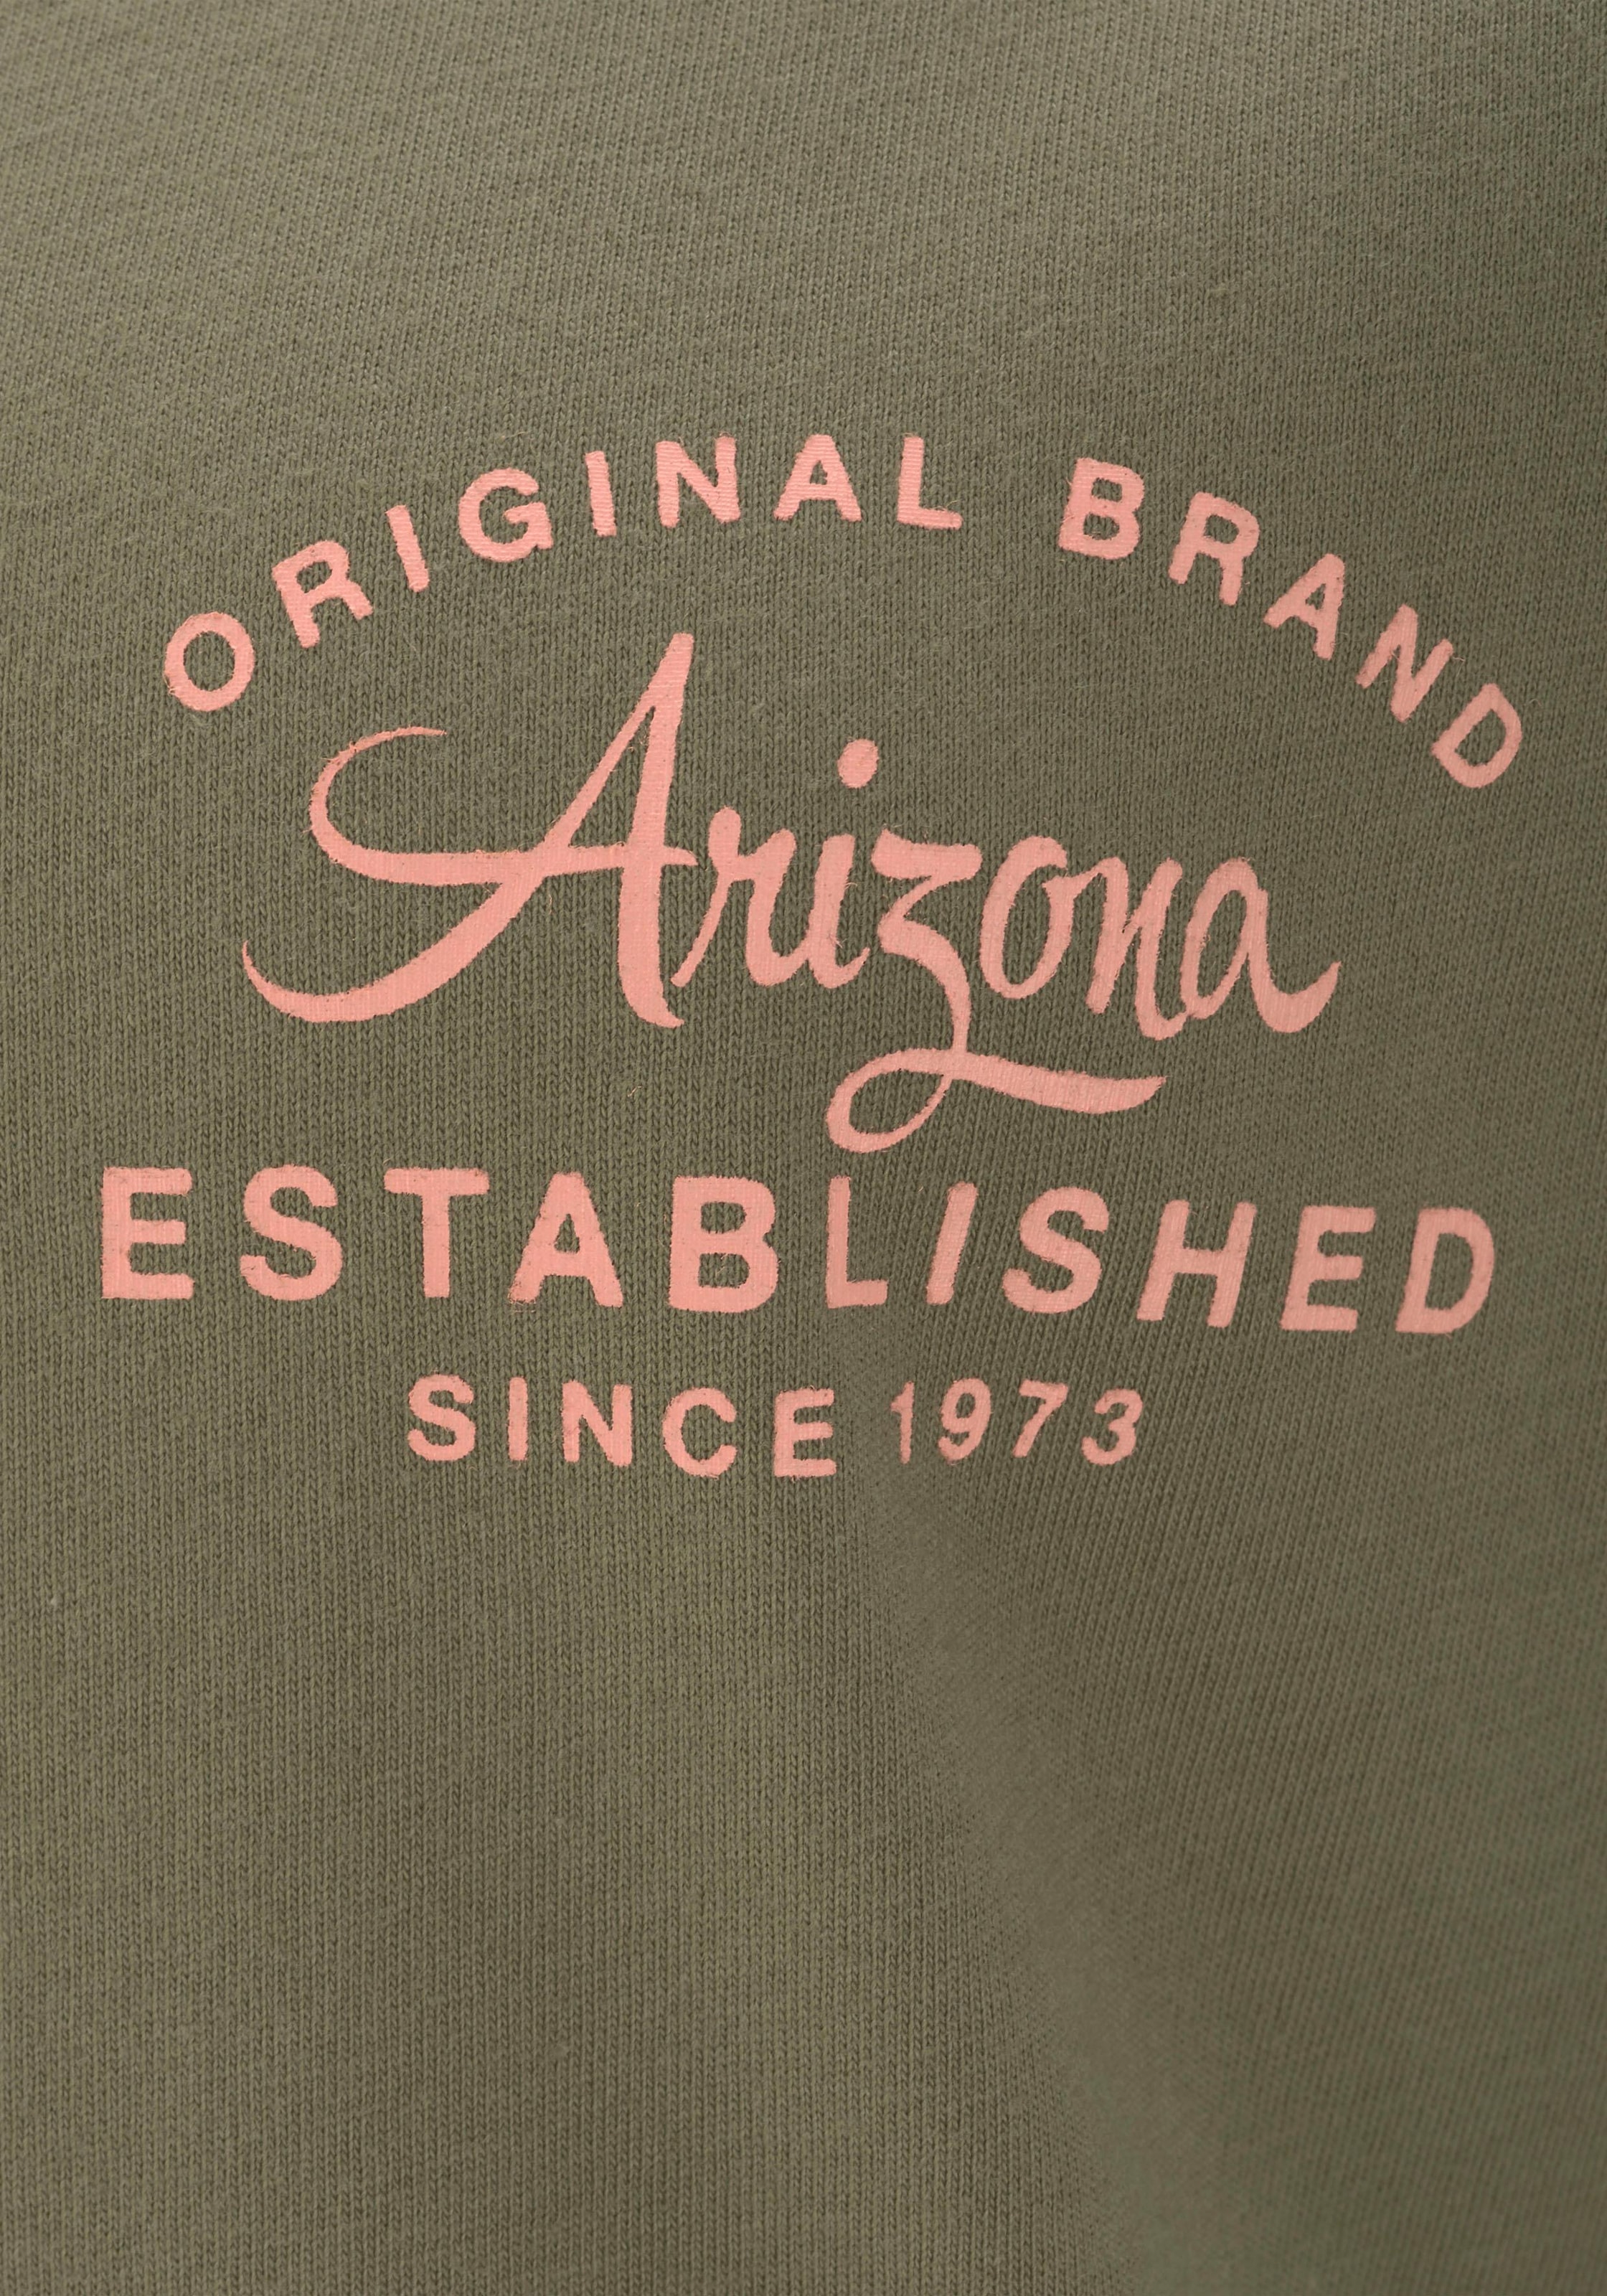 ORIGINAL BRAND
Arizona
ESTABLISHED
SINCE 1973